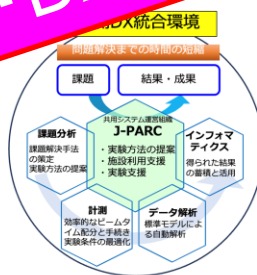 DX統合環境
問題解決までの時間の短縮
課題
結果・成果
共用システム運営組織
J-PARC
・実験方法の提案
・施設利用支援
・実験支援
課題分析
課題解決手法
の策定
実験方法の提案
インフォマ
ティクス
得られた結果
の蓄積と活用
計測
効率的なビームタ
イム配分と手続き
実験条件の最適化
データ解析
標準モデルによ
る自動解析